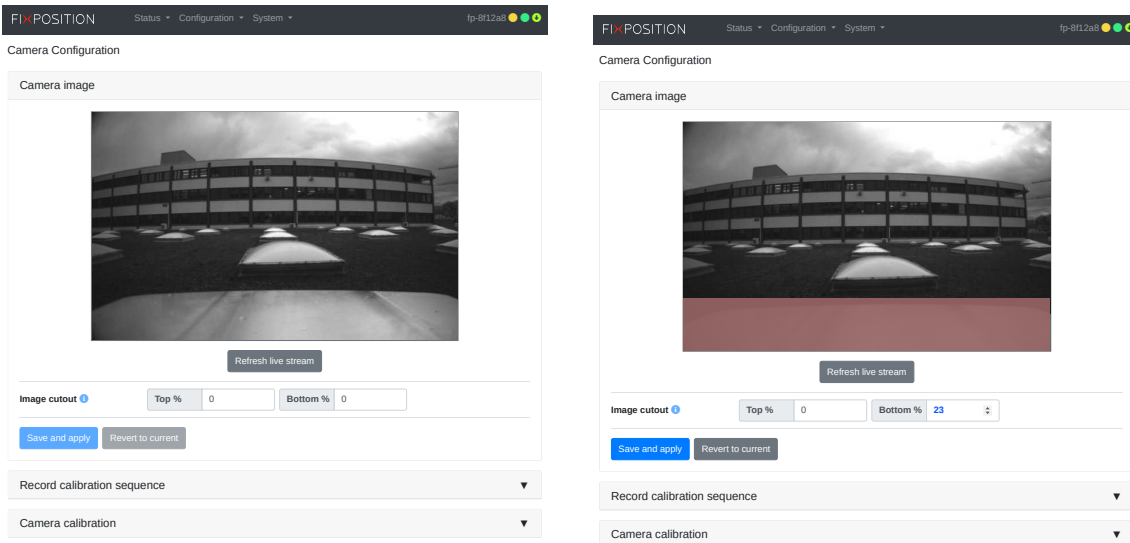 FIXPOSITION Status Configuration System fp-8f12a8
Camera Configuration
Camera image
Refresh live stream
Image cutout Top % 0 Bottom % 0
Save and apply Revert to current
Record calibration sequence
Camera calibration
FIXPOSITION Status Configuration System fp-8f12a8
Camera Configuration
Camera image
Refresh live stream
Image cutout Top % 0 Bottom % 23
Save and apply Revert to current
Record calibration sequence
Camera calibration